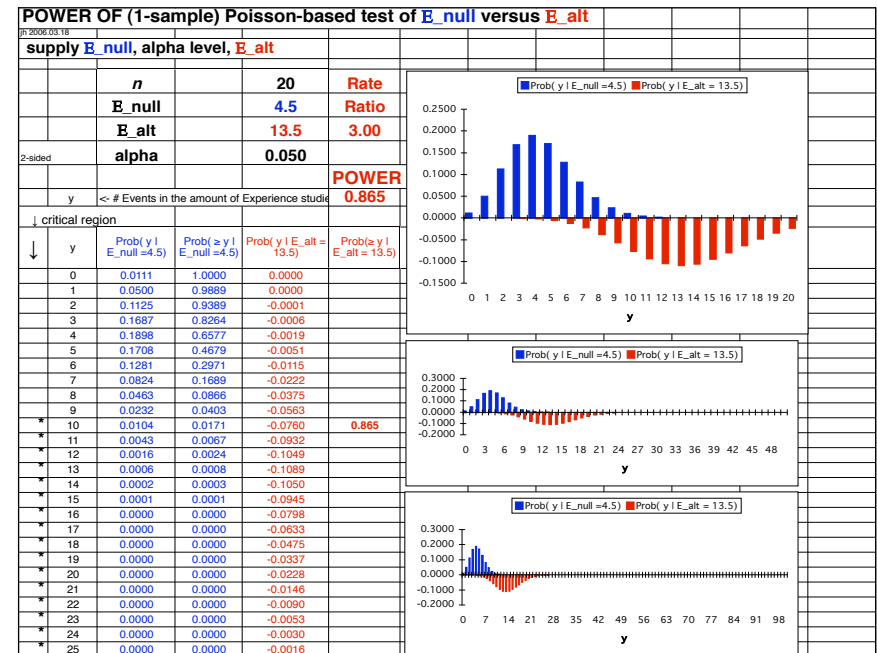 POWER OF (1-sample) Poisson-based test of E_null versus E_alt
jh 2006.03.18
supply E_null, alpha level, E_alt
n 20 Rate
E_null 4.5 Ratio
E_alt 13.5 3.00
2-sided alpha 0.050
POWER
y <- # Events in the amount of Experience studie 0.865
↓ critical region
↓ y Prob( y | E_null =4.5) Prob( ≥ y | E_null =4.5) Prob( y | E_alt = 13.5) Prob(≥ y | E_alt = 13.5)
0 0.0111 1.0000 0.0000
1 0.0500 0.9889 0.0000
2 0.1125 0.9389 -0.0001
3 0.1687 0.8264 -0.0006
4 0.1898 0.6577 -0.0019
5 0.1708 0.4679 -0.0051
6 0.1281 0.2971 -0.0115
7 0.0824 0.1689 -0.0222
8 0.0463 0.0866 -0.0375
9 0.0232 0.0403 -0.0563
* 10 0.0104 0.0171 -0.0760 0.865
* 11 0.0043 0.0067 -0.0932
* 12 0.0016 0.0024 -0.1049
* 13 0.0006 0.0008 -0.1089
* 14 0.0002 0.0003 -0.1050
* 15 0.0001 0.0001 -0.0945
* 16 0.0000 0.0000 -0.0798
* 17 0.0000 0.0000 -0.0633
* 18 0.0000 0.0000 -0.0475
* 19 0.0000 0.0000 -0.0337
* 20 0.0000 0.0000 -0.0228
* 21 0.0000 0.0000 -0.0146
* 22 0.0000 0.0000 -0.0090
* 23 0.0000 0.0000 -0.0053
* 24 0.0000 0.0000 -0.0030
* 25 0.0000 0.0000 -0.0016
Prob( y | E_null =4.5) Prob( y | E_alt = 13.5)
0.2500
0.2000
0.1500
0.1000
0.0500
0.0000
-0.0500
-0.1000
-0.1500
0 1 2 3 4 5 6 7 8 9 10 11 12 13 14 15 16 17 18 19 20
y
Prob( y | E_null =4.5) Prob( y | E_alt = 13.5)
0.3000
0.2000
0.1000
0.0000
-0.1000
-0.2000
0 3 6 9 12 15 18 21 24 27 30 33 36 39 42 45 48
y
Prob( y | E_null =4.5) Prob( y | E_alt = 13.5)
0.3000
0.2000
0.1000
0.0000
-0.1000
-0.2000
0 7 14 21 28 35 42 49 56 63 70 77 84 91 98
y